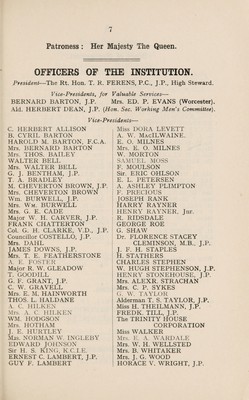 7
Patroness: Her Majesty The Queen.
OFFICERS OF THE INSTITUTION.
President—The Rt. Hon. T. R. FERENS, P.C., J.P., High Steward.
Vice-Presidents, for Valuable Services—
BERNARD BARTON, J.P. Mrs. ED. P. EVANS (Worcester).
Ald. HERBERT DEAN, J.P. (Hon. Sec. Working Men's Committee).
Vice-Presidents—
C. HERBERT ALLISON
B. CYRIL BARTON
HAROLD M. BARTON, F.C.A.
Mrs. BERNARD BARTON
Mrs. THOS. BAILEY
WALTER BELL
Mrs. WALTER BELL
G. J. BENTHAM, J.P.
T. A. BRADLEY
M. CHEVERTON BROWN, J.P.
Mrs. CHEVERTON BROWN
Wm. BURWELL, J.P.
Mrs. Wm. BURWELL
Mrs. G. E. CADE
Major W. H. CARVER, J.P.
FRANK CHATTERTON
Col. G. H. CLARKE, V.D., J.P.
Councillor COSTELLO, J.P.
Mrs. DAHL
JAMES DOWNS, J.P.
Mrs. T. E. FEATHERSTONE
A. E. FOSTER
Major R. W. GLEADOW
T. GOODILL
G. F. GRANT, J.P.
C. W. GRAVELL
Mrs. E. M. HAINSWORTH
THOS. L. HALDANE
A. C. HILKEN
Mrs. A. C. HILKEN
WM. HODGSON
Mrs. HOTHAM
J. E. HURTLEY
Mrs. NORMAN W. INGLEBY
EDWARD JOHNSON
Sir H. S. KING, K.C.I.E.
ERNEST C. LAMBERT, J.P.
GUY F. LAMBERT
Miss DORA LEVETT
A. W. MacILWAINE.
E. O. MILNES
Mrs. E. O. MILNES
W. MORTON
SAMUEL MOSS
F. MOULSON
Sir ERIC OHLSON
L. PETERSEN
A. ASHLEY PLIMPTON
F. PRECIOUS
JOSEPH RANK
HARRY RAYNER
HENRY RAYNER, Jur.
R. RIDSDALE
GEORGE ROE
G. SHAW
Dr. FLORENCE STACEY
CLEMINSON, M.B., J.P.
J. F. H. STAPLES
H. STATHERS
CHARLES STEPHEN
W. HUGH STEPHENSON, J.P.
HENRY STONEHOUSE, J.P.
Mrs. ALEXR. STRACHAN
Mrs. C. P. SYKES
G. W. TAYLOR
Alderman T. S. TAYLOR, J.P.
Miss H. THEILMANN, J.P.
FREDK. TILL, J.P.
The TRINITY HOUSE
CORPORATION
Miss WALKER
Mrs. E. A. WARDALE
Mrs. W. H. WELLSTED
Mrs. B. WHITAKER
Mrs. J. G. WOOD
HORACE V. WRIGHT, J.P.